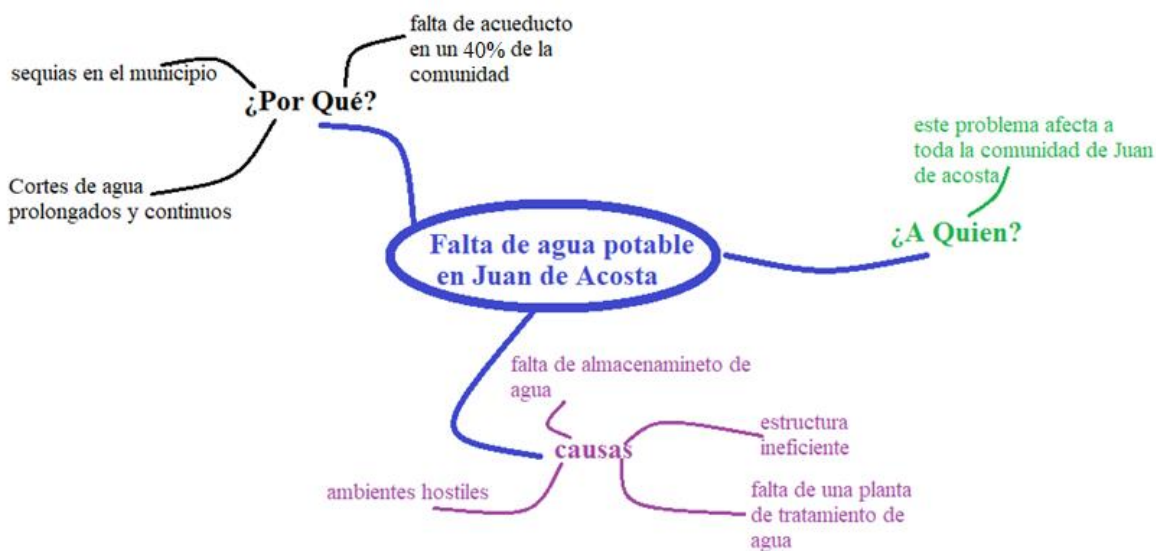 falta de acueducto
en un 40% de la
comunidad
sequias en el municipio
¿Por Qué?
Cortes de agua
prolongados y continuos
este problema afecta a
toda la comunidad de Juan
de acosta
¿A Quien?
Falta de agua potable
en Juan de Acosta
falta de almacenamineto de
agua
causas
estructura
ineficiente
ambientes hostiles
falta de una planta
de tratamiento de
agua